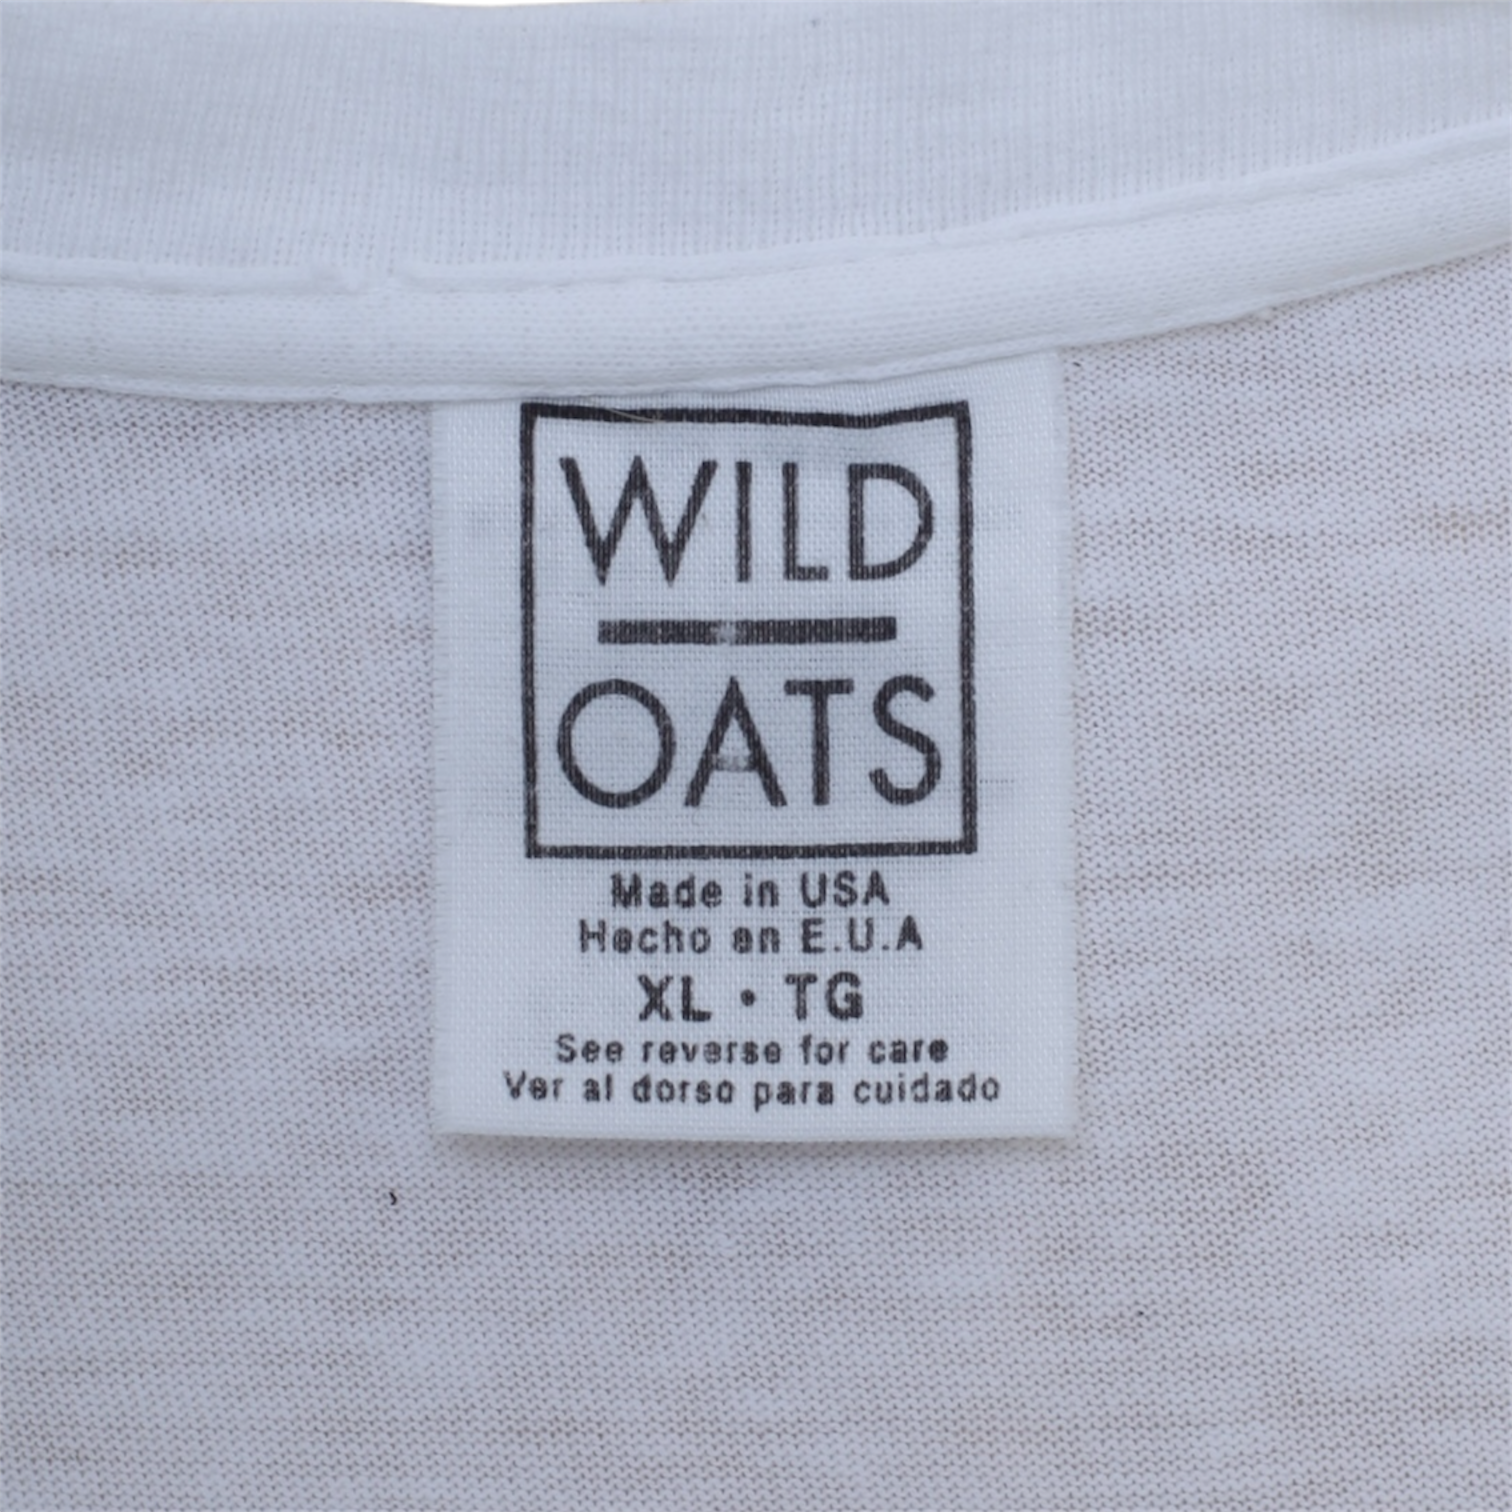 WILD
OATS
Made in USA
Hecho en E.U.A
XL • TG
See reverse for care
Ver al dorso para cuidado